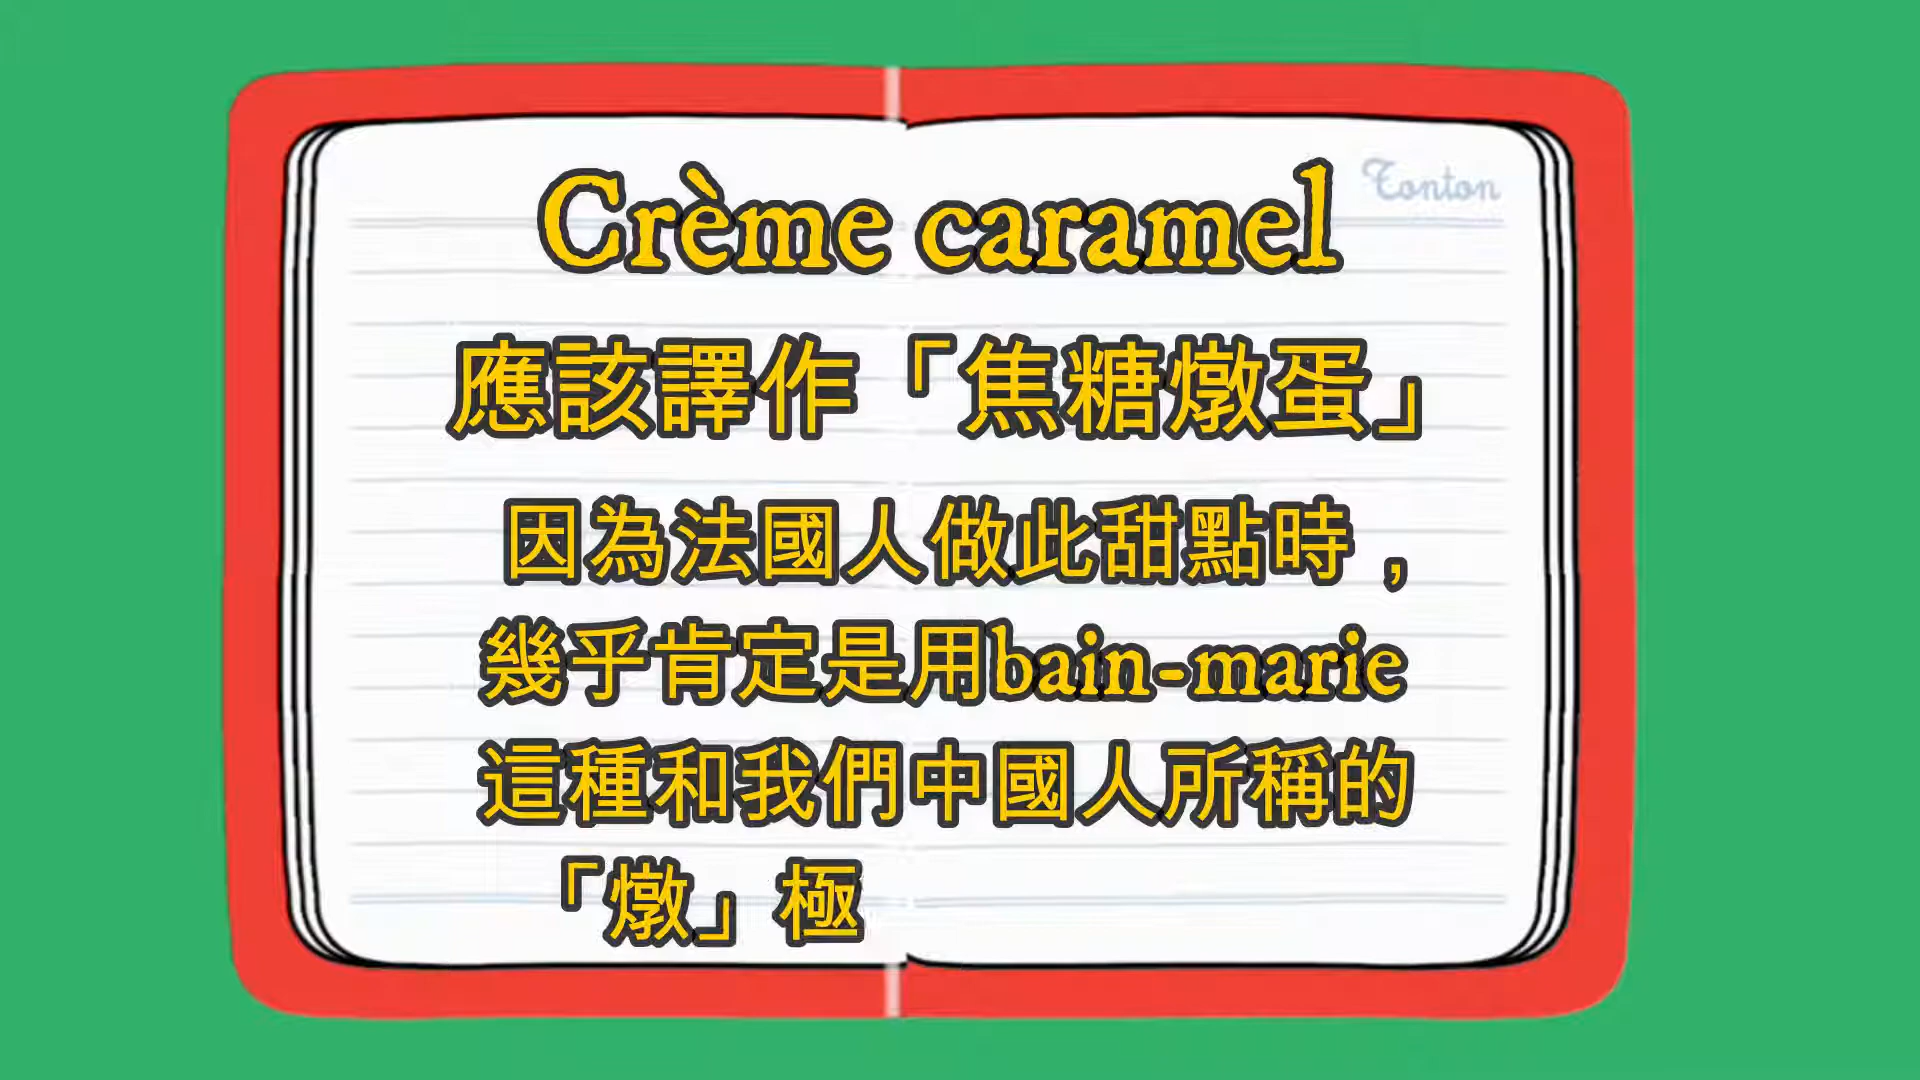 Tonton
Crème caramel
應該譯作「焦糖燉蛋」
因為法國人做此甜點時，
幾乎肯定是用bain-marie
這種和我們中國人所稱的
「燉」極